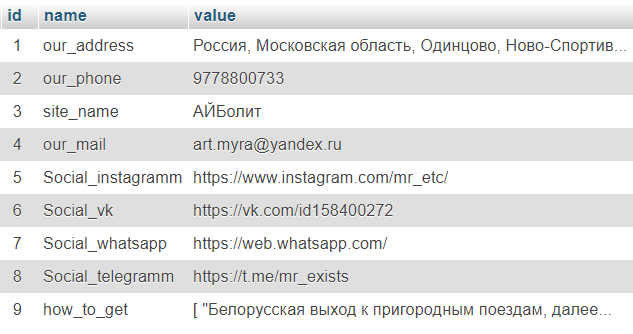 id name value
1 our_address Россия, Московская область, Одинцово, Ново-Спортив...
2 our_phone 9778800733
3 site_name АЙБолит
4 our_mail art.myra@yandex.ru
5 Social_instagramm https://www.instagram.com/mr_etc/
6 Social_vk https://vk.com/id158400272
7 Social_whatsapp https://web.whatsapp.com/
8 Social_telegramm https://t.me/mr_exists
9 how_to_get [ "Белорусская выход к пригородным поездам, далее...